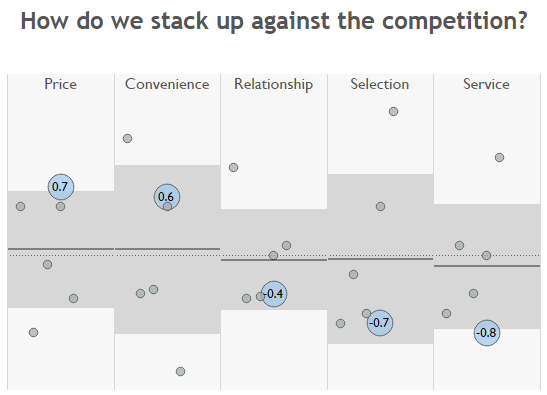 How do we stack up against the competition?
Price Convenience Relationship Selection Service
0.7
0.6
-0.4
-0.7
-0.8